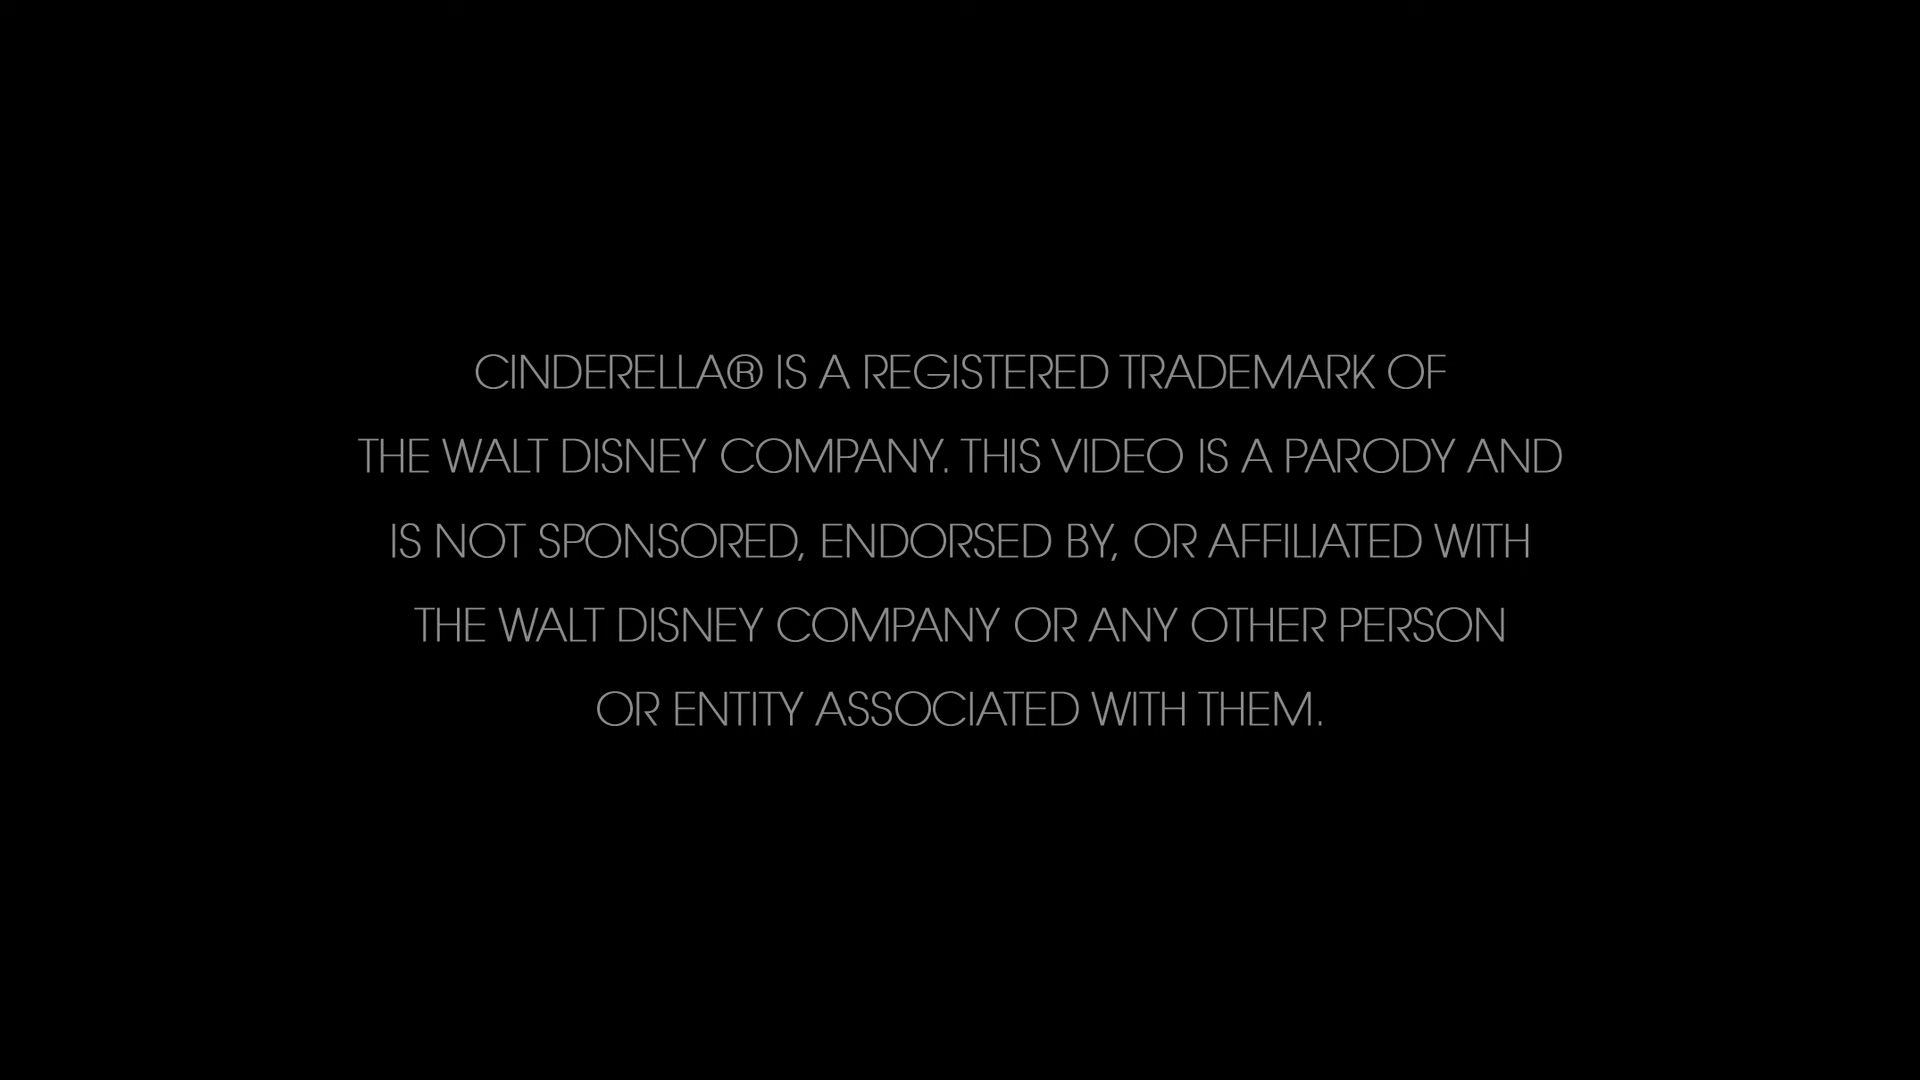 CINDERELLA® IS A REGISTERED TRADEMARK OF
THE WALT DISNEY COMPANY. THIS VIDEO IS A PARODY AND
IS NOT SPONSORED, ENDORSED BY, OR AFFILIATED WITH
THE WALT DISNEY COMPANY OR ANY OTHER PERSON
OR ENTITY ASSOCIATED WITH THEM.